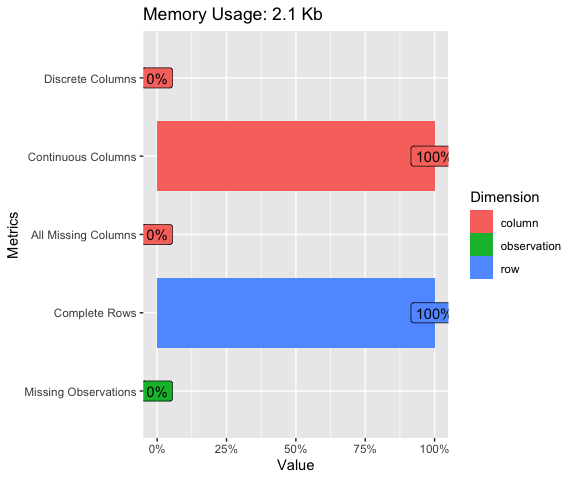 Memory Usage: 2.1 Kb
Metrics
Discrete Columns
0%
Continuous Columns
100%
All Missing Columns
0%
Complete Rows
100%
Missing Observations
0%
0%
25%
50%
75%
100%
Value
Dimension
column
observation
row